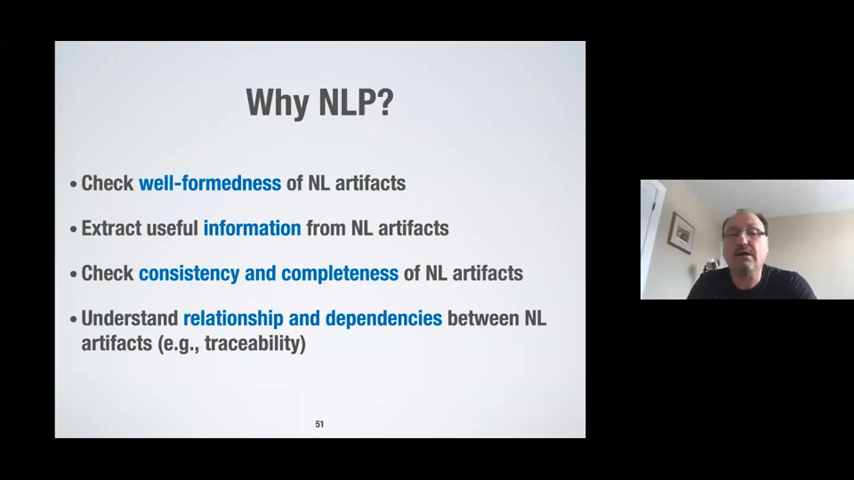 Why NLP?
• Check well-formedness of NL artifacts
• Extract useful information from NL artifacts
• Check consistency and completeness of NL artifacts
• Understand relationship and dependencies between NL
artifacts (e.g., traceability)
51